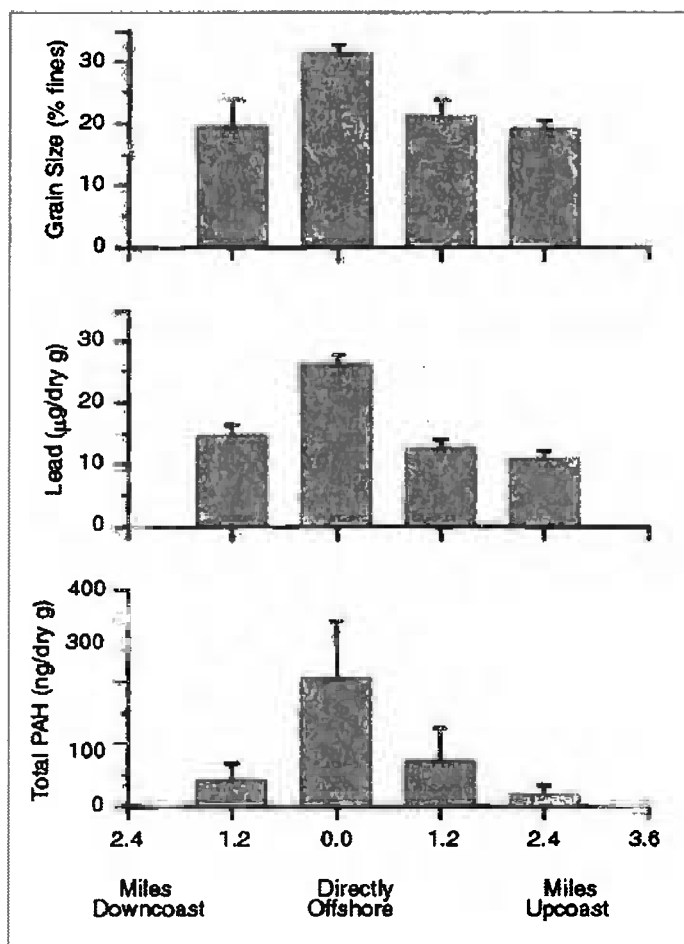 30
20
10
0
Grain Size (% fines)
30
20
10
0
Lead (µg/dry g)
400
300
100
0
Total PAH (ng/dry g)
2.4 1.2 0.0 1.2 2.4 3.6
Miles Directly Miles
Downcoast Offshore Upcoast